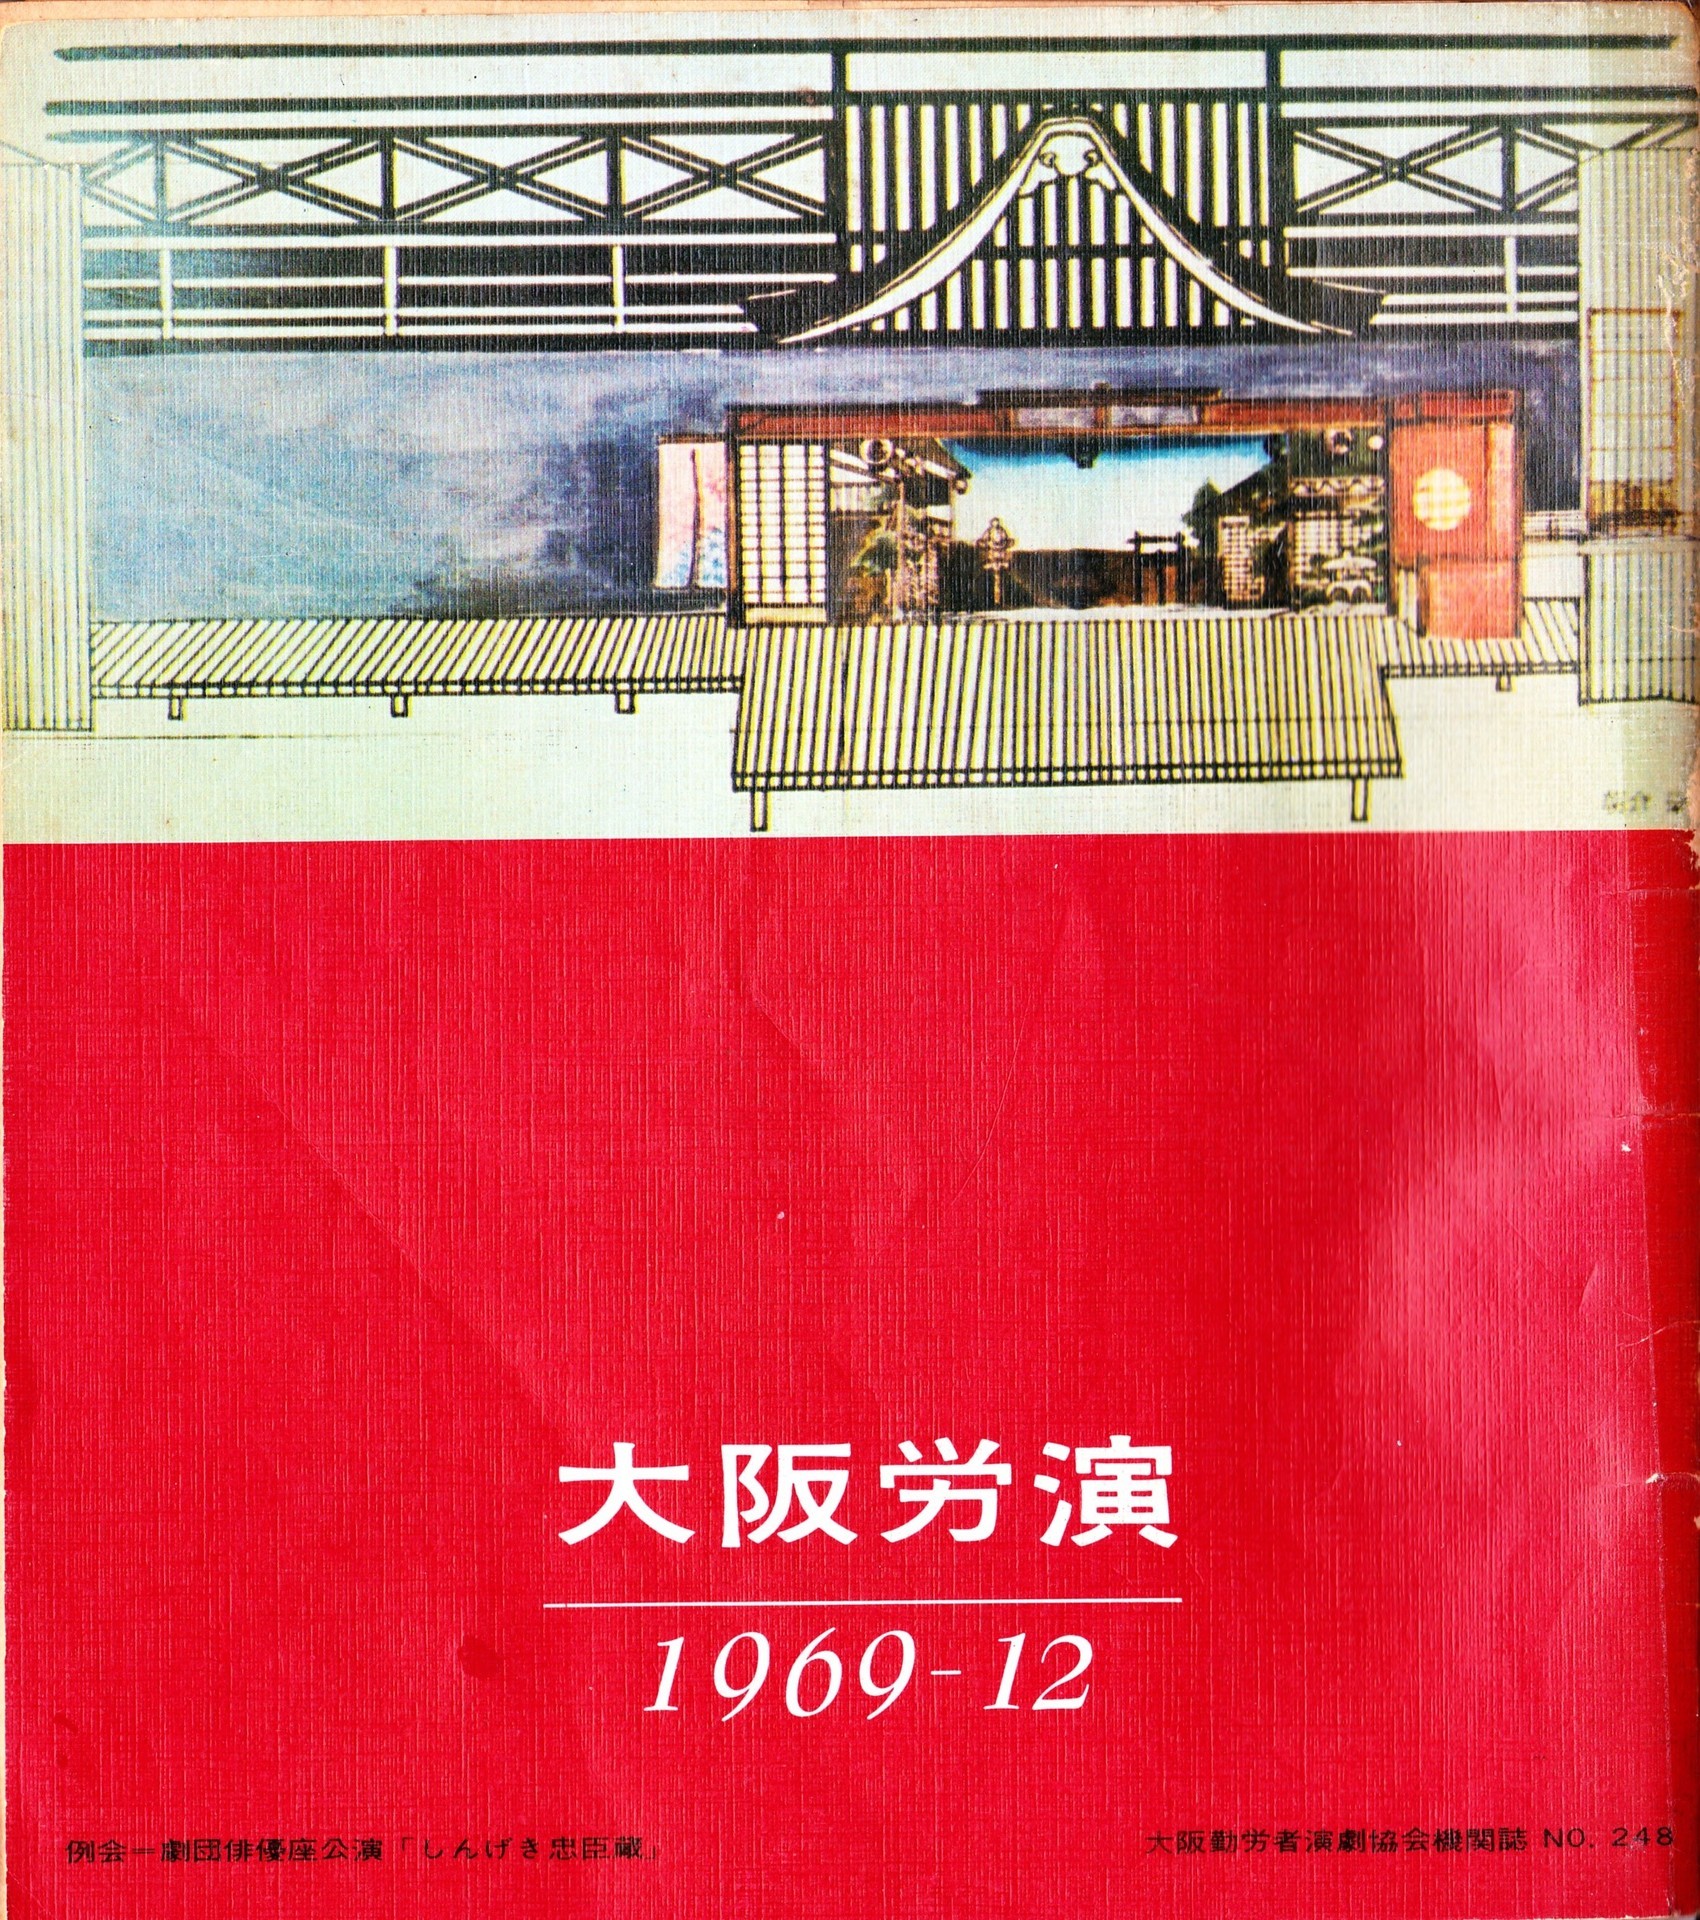 大阪労演
1969-12
例会=劇団俳優座公演「しんげき忠臣蔵」
大阪勤労者演劇協会機関誌 NO. 248